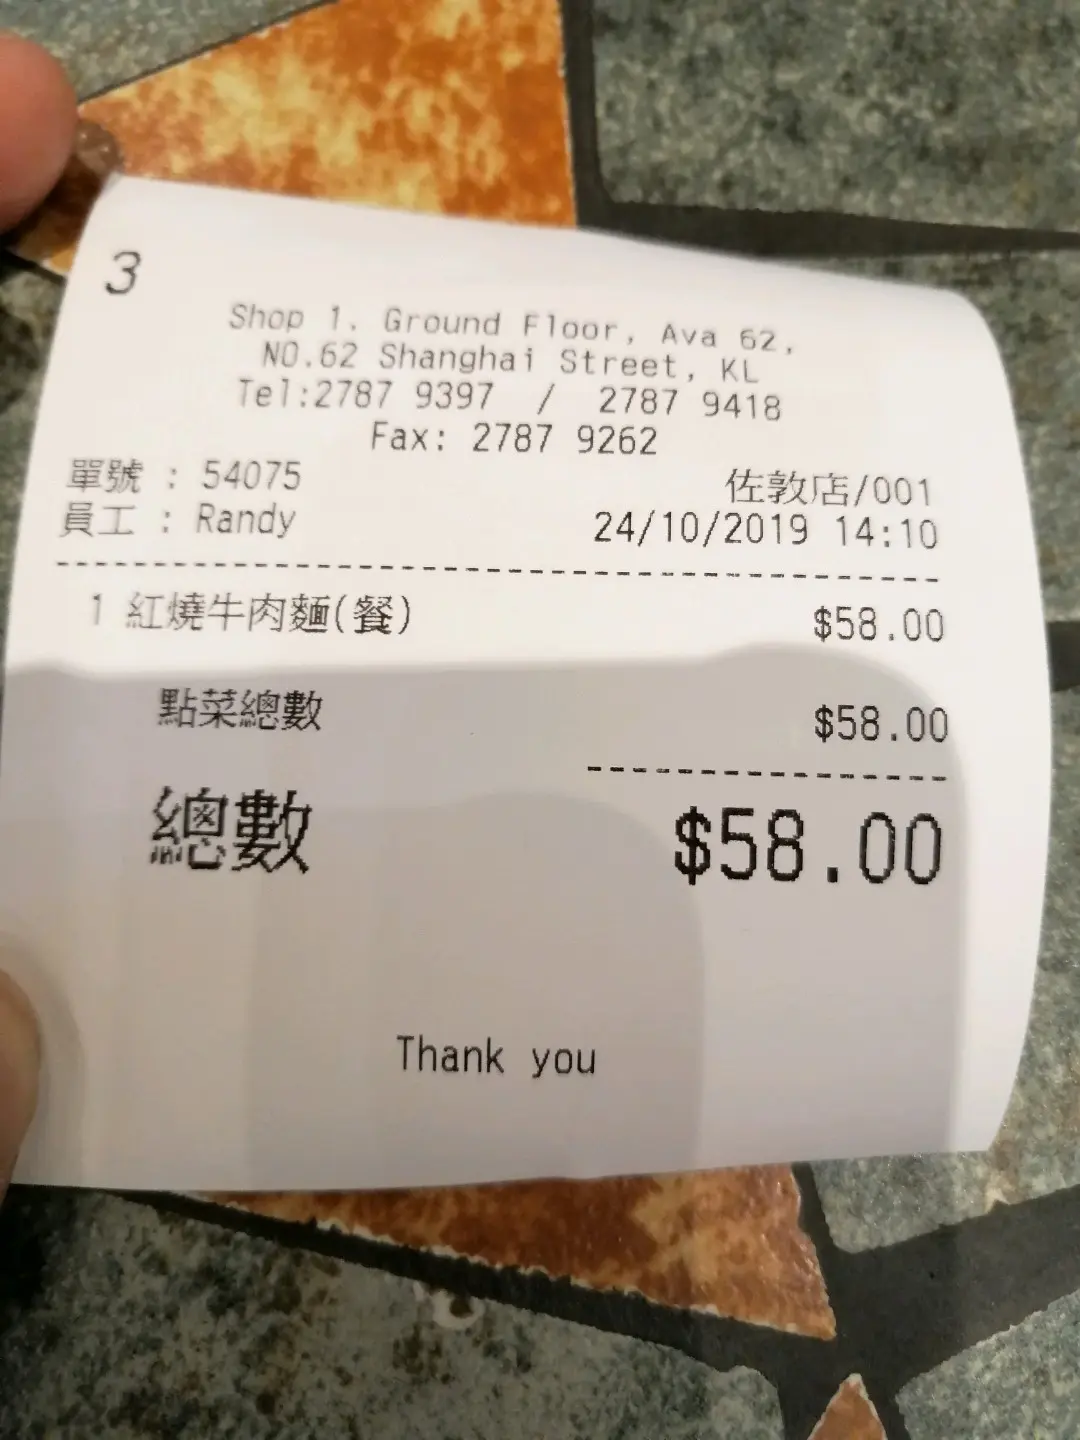 3
Shop 1, Ground Floor, Ava 62,
NO.62 Shanghai Street, KL
Tel:2787 9397 / 2787 9418
Fax: 2787 9262
單號 : 54075 佐敦店/001
員工 : Randy 24/10/2019 14:10
1 紅燒牛肉麵(餐) $58.00
點菜總數 $58.00
總數 $58.00
Thank you